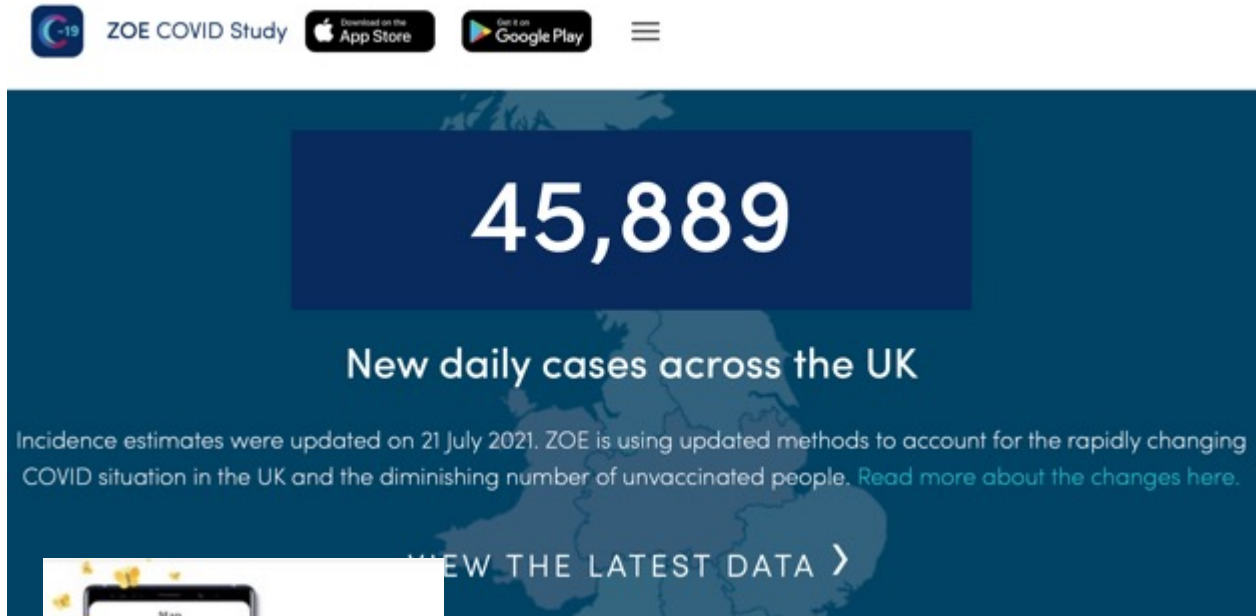 C-19
ZOE COVID Study
Download on the
App Store
Get it on
Google Play
45,889
New daily cases across the UK
Incidence estimates were updated on 21 July 2021. ZOE is using updated methods to account for the rapidly changing
COVID situation in the UK and the diminishing number of unvaccinated people. Read more about the changes here.
VIEW THE LATEST DATA ❯
Map